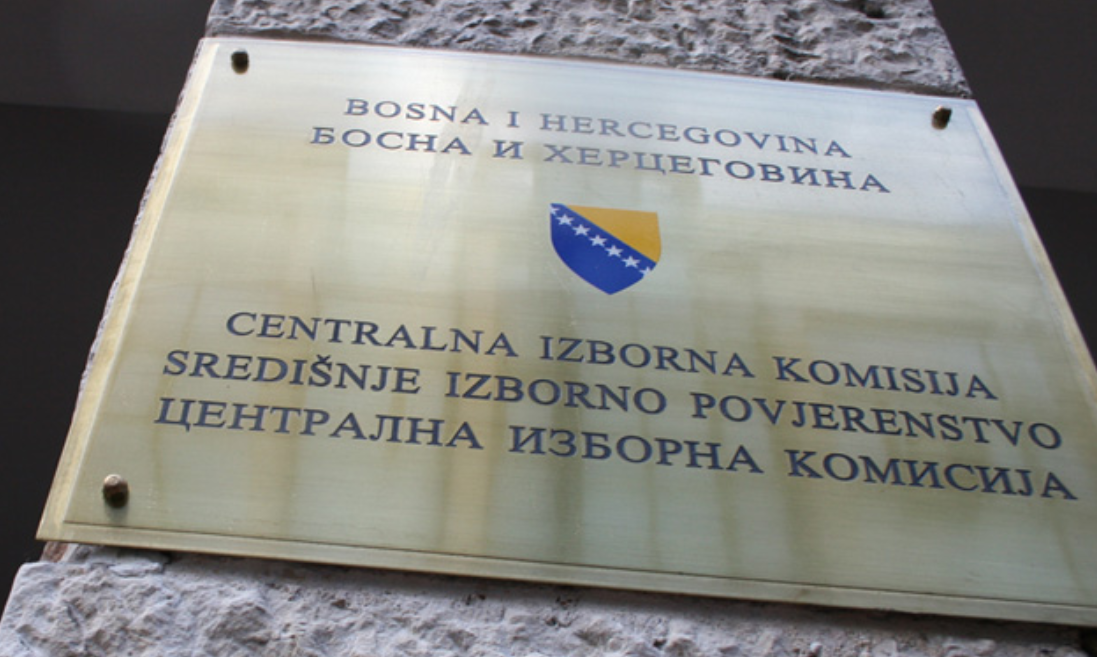 BOSNA I HERCEGOVINA
БОСНА И ХЕРЦЕГОВИНА
CENTRALNA IZBORNA KOMISIJA
SREDIŠNJE IZBORNO POVJERENSTVO
ЦЕНТРАЛНА ИЗБОРНА КОМИСИЈА